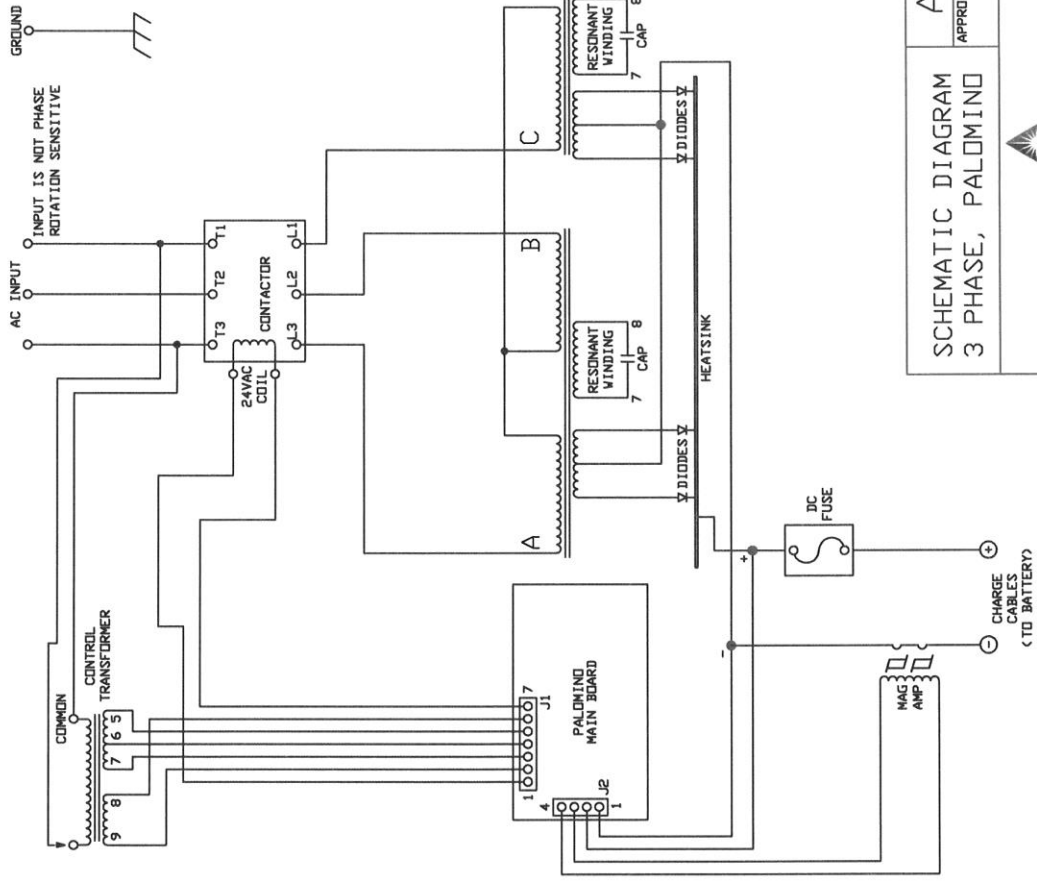 GROUND
INPUT IS NOT PHASE
ROTATION SENSITIVE
AC INPUT
T1
T2
T3
CONTACTOR
L1
L2
L3
24VAC
COIL
COMMON
CONTROL
TRANSFORMER
5
6
7
8
9
A
B
C
RESONANT
WINDING
CAP
7
8
RESONANT
WINDING
CAP
7
8
DIODES
DIODES
HEATSINK
1
7
J1
PALOMINO
MAIN BOARD
J2
4
1
+
-
DC
FUSE
MAG
AMP
+
-
CHARGE
CABLES
(TO BATTERY)
SCHEMATIC DIAGRAM
3 PHASE, PALOMINO
A